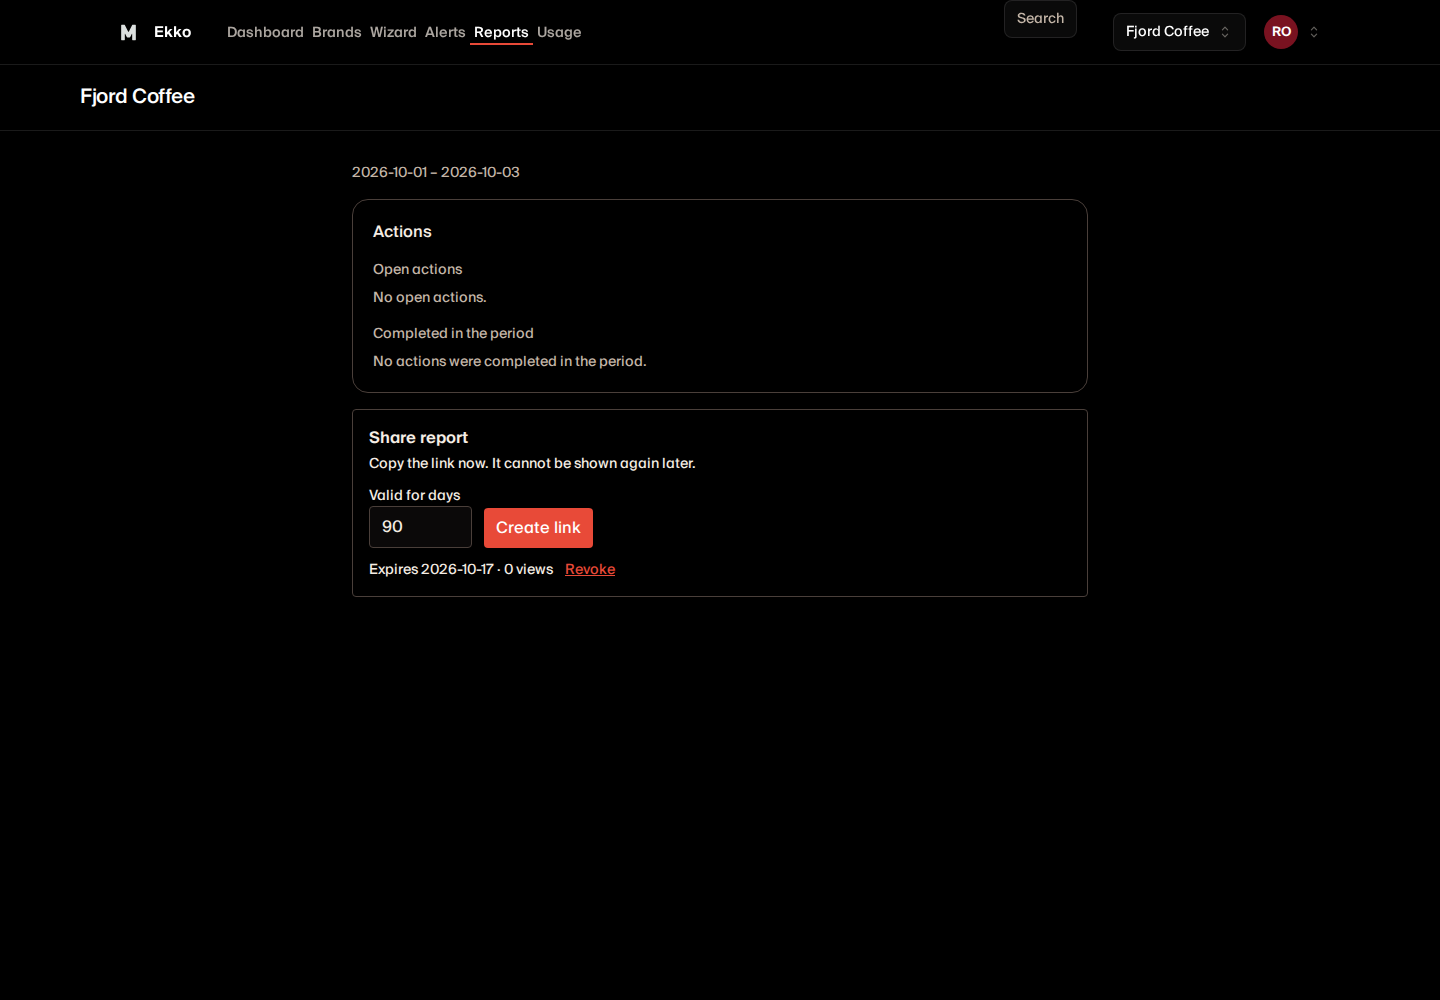 M Ekko Dashboard Brands Wizard Alerts Reports Usage Search Fjord Coffee RO
Fjord Coffee
2026-10-01 – 2026-10-03
Actions
Open actions
No open actions.
Completed in the period
No actions were completed in the period.
Share report
Copy the link now. It cannot be shown again later.
Valid for days
90 Create link
Expires 2026-10-17 · 0 views Revoke